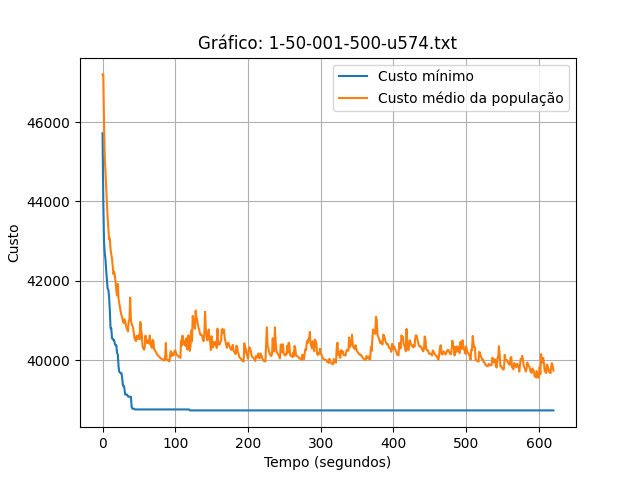 Gráfico: 1-50-001-500-u574.txt
Custo mínimo
Custo médio da população
Custo
46000
44000
42000
40000
0 100 200 300 400 500 600
Tempo (segundos)